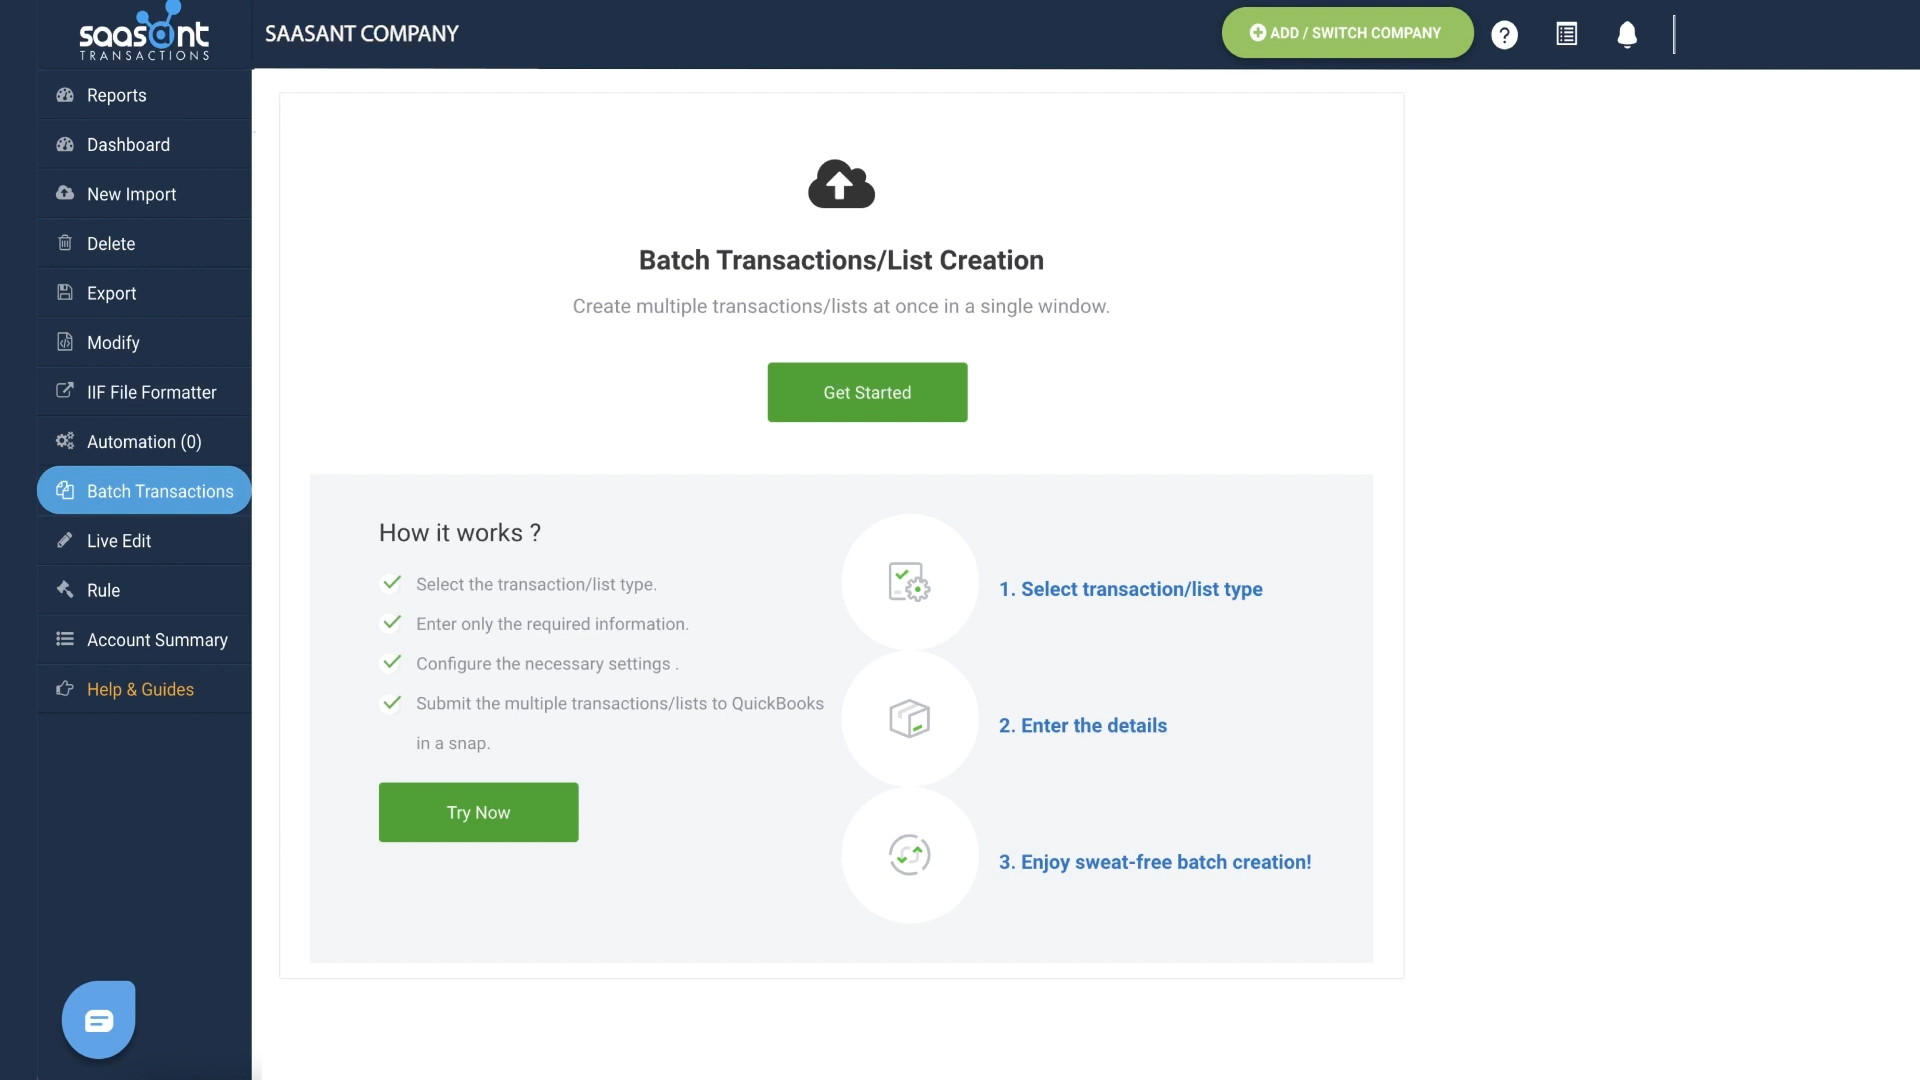 saasant
TRANSACTIONS
SAASANT COMPANY
ADD / SWITCH COMPANY
?
Reports
Dashboard
New Import
Delete
Export
Modify
IIF File Formatter
Automation (0)
Batch Transactions
Live Edit
Rule
Account Summary
Help & Guides
Batch Transactions/List Creation
Create multiple transactions/lists at once in a single window.
Get Started
How it works ?
Select the transaction/list type.
Enter only the required information.
Configure the necessary settings .
Submit the multiple transactions/lists to QuickBooks
in a snap.
Try Now
1. Select transaction/list type
2. Enter the details
3. Enjoy sweat-free batch creation!